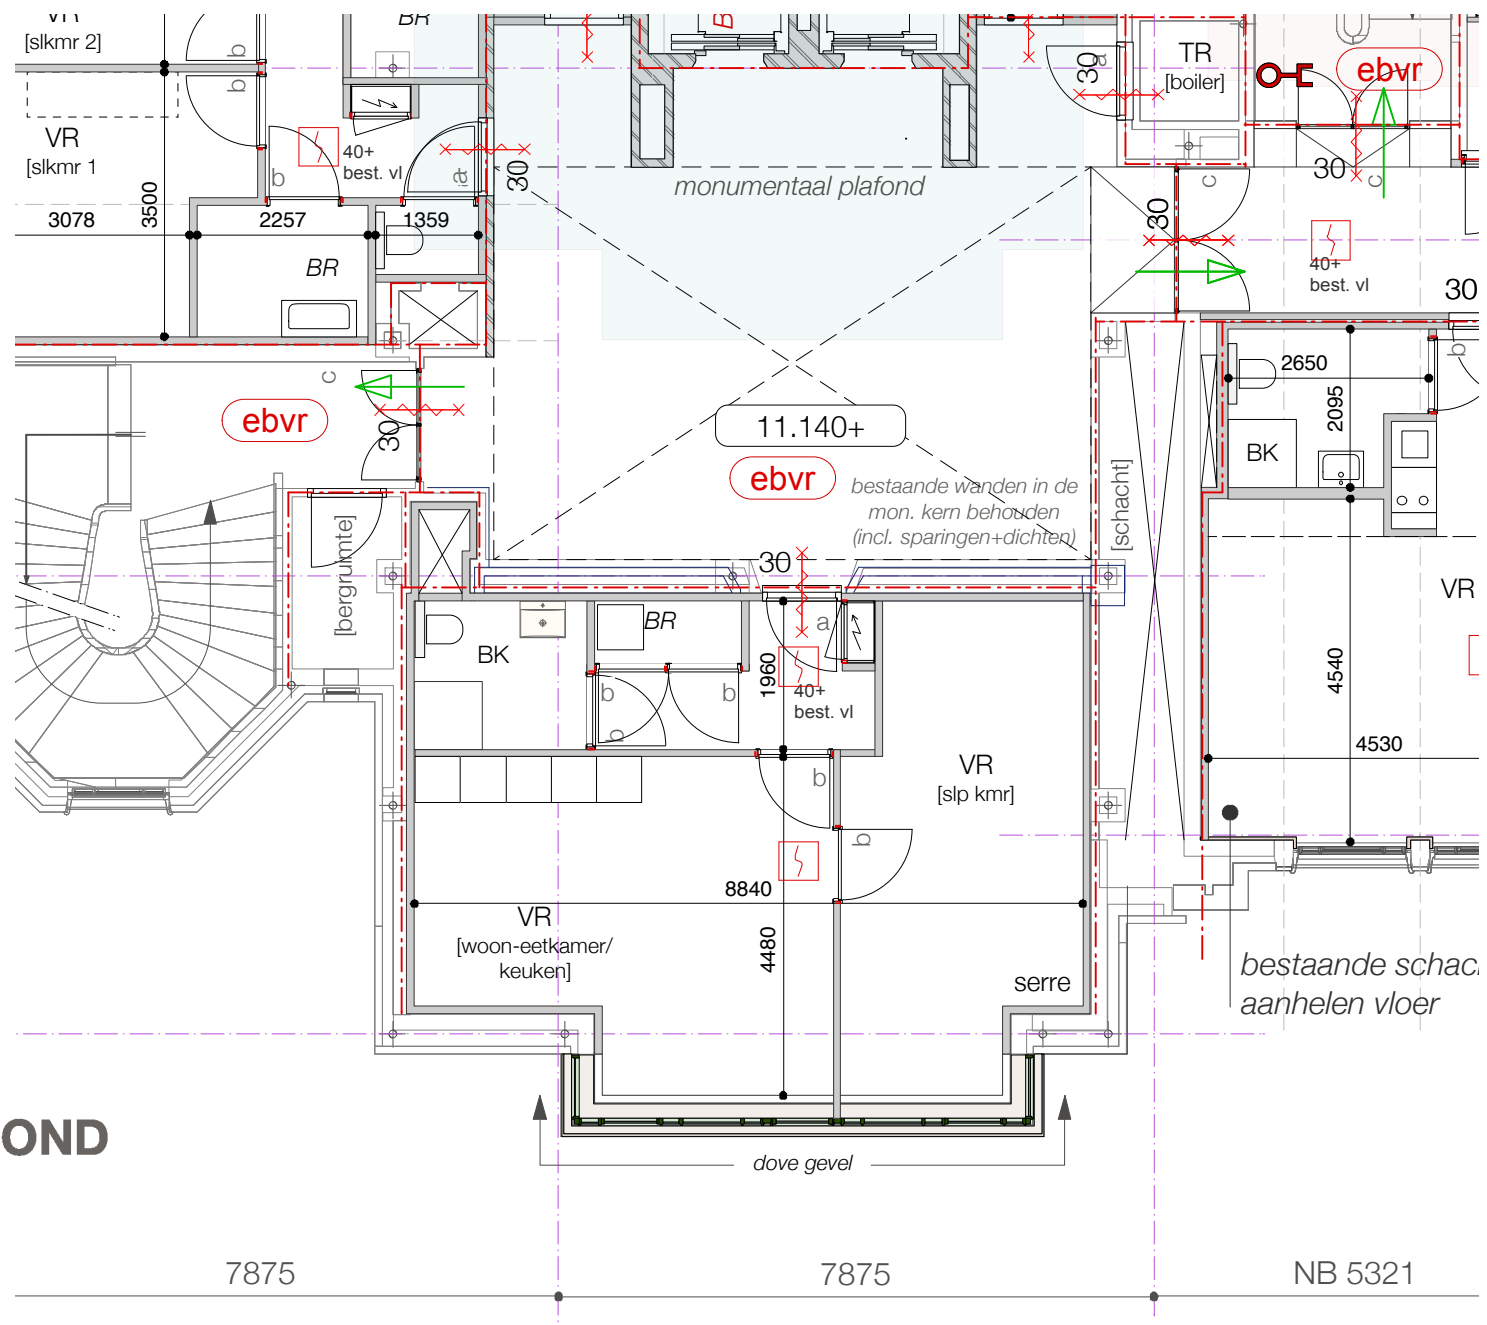 VR
[slkmr 2]
BR
b
b
VR
[slkmr 1
3500
3078
2257
1359
b
40+
best. vl
a
30
BR
monumentaal plafond
30
a
TR
[boiler]
ebvr
30
c
c
30
40+
best. vl
30
c
ebvr
30
11.140+
ebvr
bestaande wanden in de
mon. kern behouden
(incl. sparingen+dichten)
[schacht]
2650
2095
b
BK
[bergruimte]
30
VR
BK
BR
a
1960
40+
best. vl
b
b
b
4540
4530
b
VR
[slp kmr]
b
8840
4480
VR
[woon-eetkamer/
keuken]
serre
bestaande schac
aanhelen vloer
OND
dove gevel
7875
7875
NB 5321